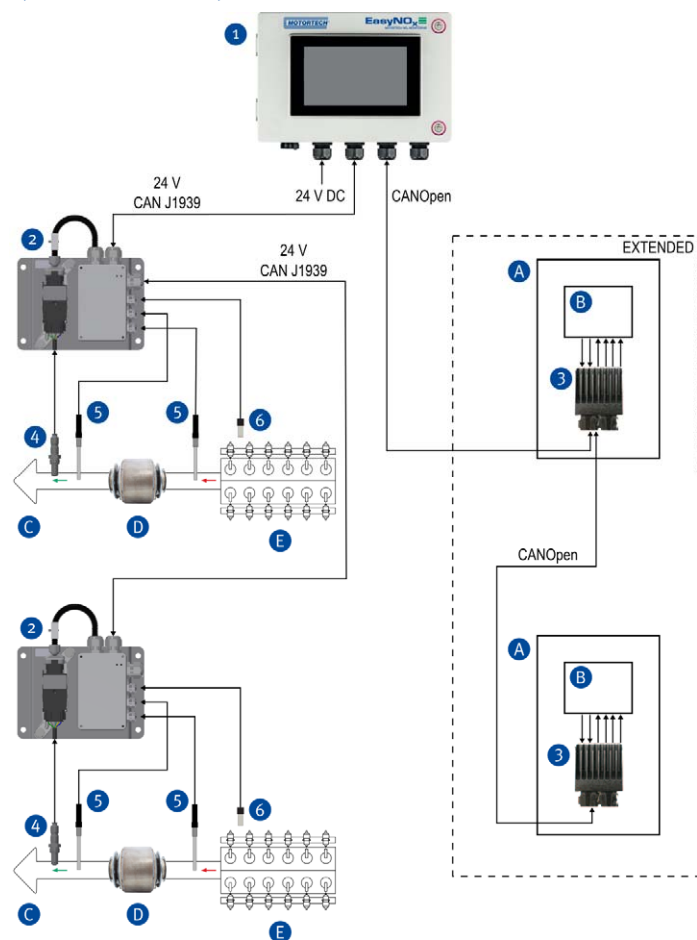 MOTORTECH
EasyNOx
1
24 V
CAN J1939
24 V DC
CANOpen
2
24 V
CAN J1939
EXTENDED
A
B
3
5
5
6
4
C
D
E
CANOpen
2
A
B
3
5
5
6
4
C
D
E